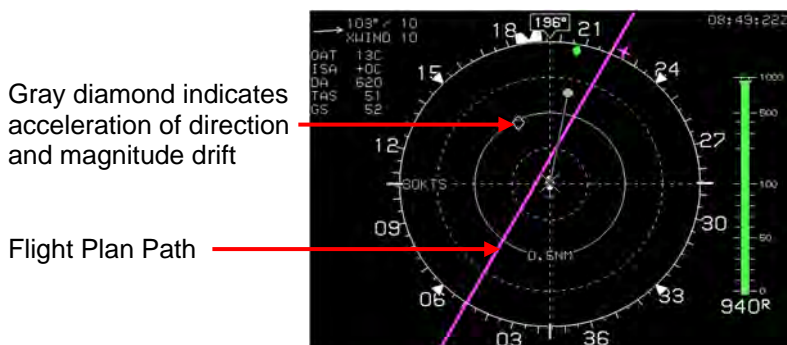 103° / 10
XWIND 10
OAT 13C
ISA +0C
DA 620
TAS 51
GS 52
196°
08:49:22Z
18
21
15
24
12
27
09
30
06
33
03
36
60KTS
0.5NM
1000
500
100
50
0
940R
Gray diamond indicates
acceleration of direction
and magnitude drift
Flight Plan Path